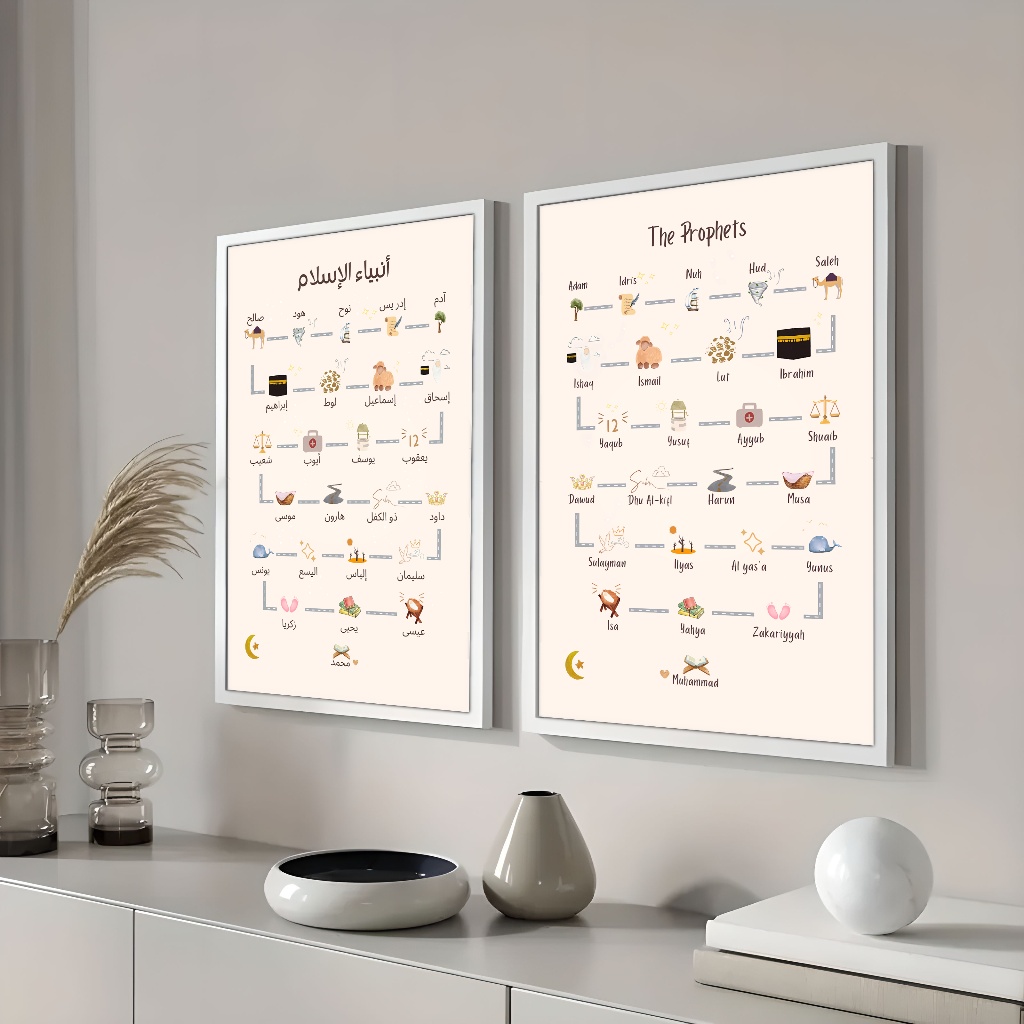 أنبياء الإسلام
آدم إدريس نوح هود صالح
إسحاق إسماعيل لوط إبراهيم
12
يعقوب يوسف أيوب شعيب
داود ذو الكفل هارون موسى
سليمان إلياس اليسع يونس
عيسى يحيى زكريا
محمد
The Prophets
Adam Idris Nuh Hud Saleh
Ishaq Ismail Lut Ibrahim
12
Yaqub Yusuf Ayyub Shuaib
Dawud Dhu Al-kifl Harun Musa
Sulayman Ilyas Al yas'a Yunus
Isa Yahya Zakariyyah
Muhammad